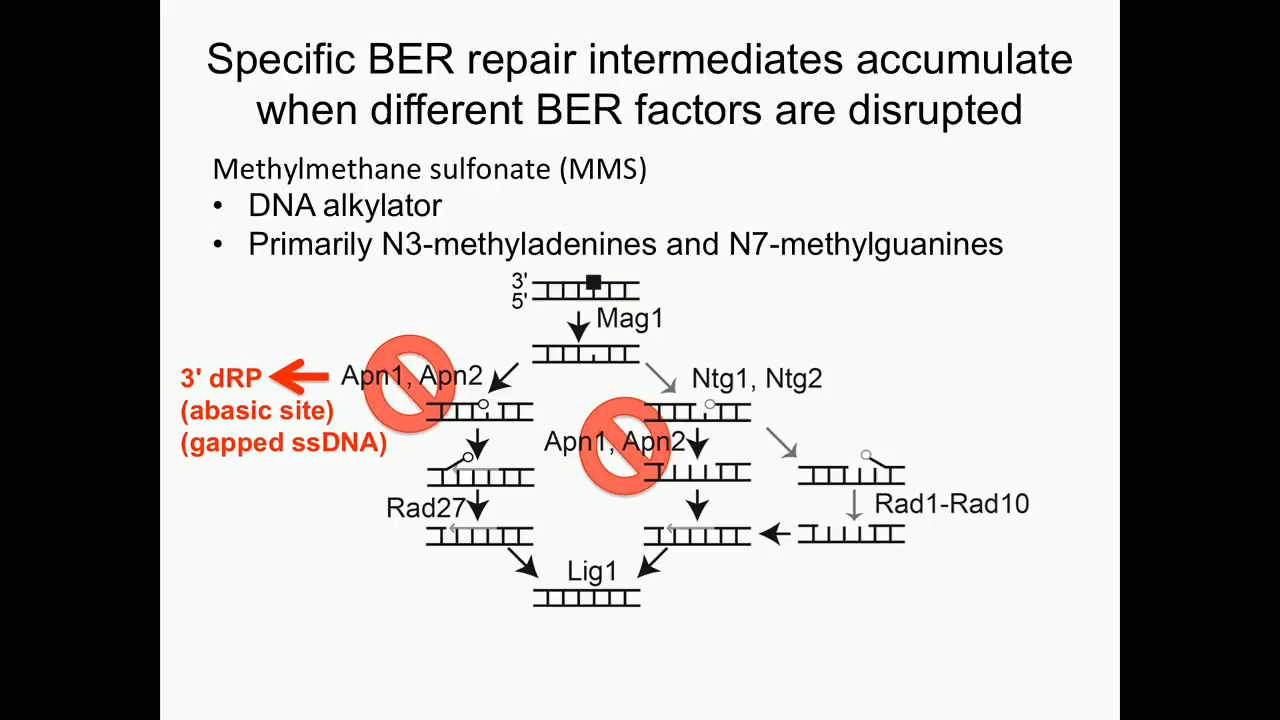 Specific BER repair intermediates accumulate
when different BER factors are disrupted
Methylmethane sulfonate (MMS)
• DNA alkylator
• Primarily N3-methyladenines and N7-methylguanines
3'
5'
Mag1
3' dRP
(abasic site)
(gapped ssDNA)
Apn1, Apn2
Ntg1, Ntg2
Apn1, Apn2
Rad27
Rad1-Rad10
Lig1